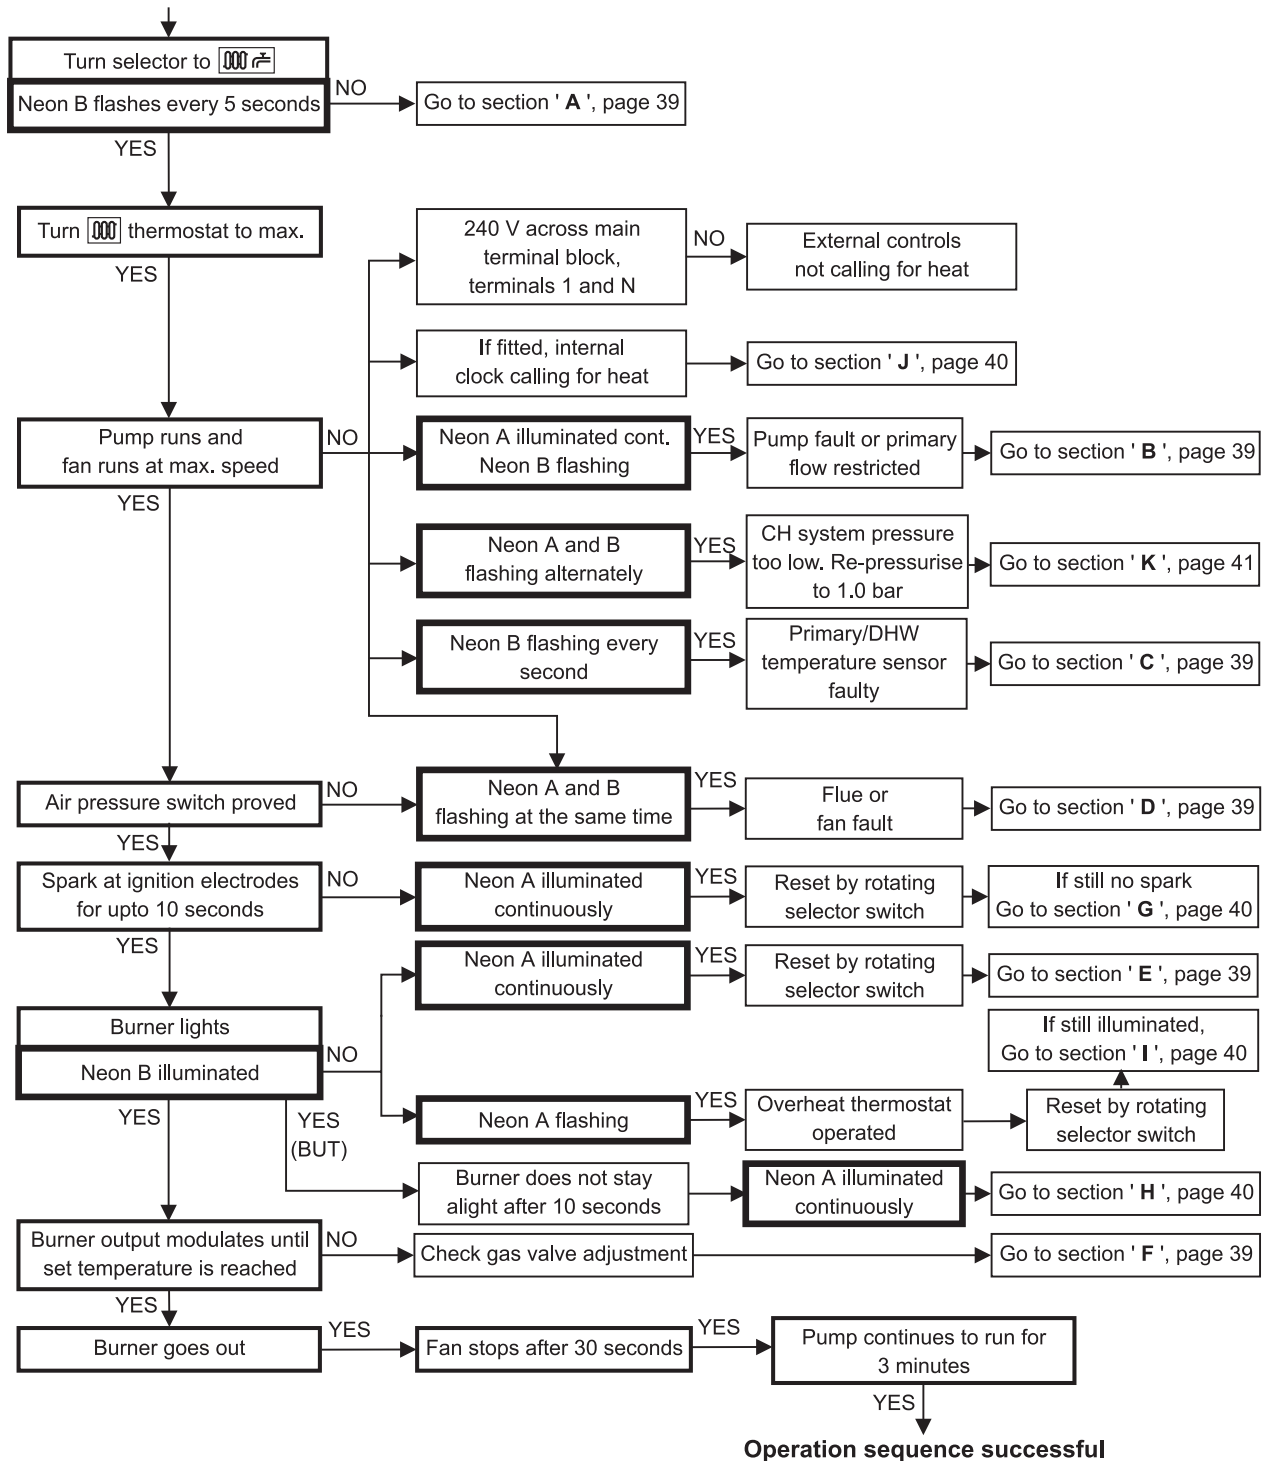 Turn selector to
Neon B flashes every 5 seconds
NO
Go to section ' A ', page 39
YES
Turn thermostat to max.
YES
240 V across main
terminal block,
terminals 1 and N
NO
External controls
not calling for heat
If fitted, internal
clock calling for heat
Go to section ' J ', page 40
Pump runs and
fan runs at max. speed
NO
Neon A illuminated cont.
Neon B flashing
YES
Pump fault or primary
flow restricted
Go to section ' B ', page 39
YES
Neon A and B
flashing alternately
YES
CH system pressure
too low. Re-pressurise
to 1.0 bar
Go to section ' K ', page 41
Neon B flashing every
second
YES
Primary/DHW
temperature sensor
faulty
Go to section ' C ', page 39
Air pressure switch proved
NO
Neon A and B
flashing at the same time
YES
Flue or
fan fault
Go to section ' D ', page 39
YES
Spark at ignition electrodes
for upto 10 seconds
NO
Neon A illuminated
continuously
YES
Reset by rotating
selector switch
If still no spark
Go to section ' G ', page 40
YES
Neon A illuminated
continuously
YES
Reset by rotating
selector switch
Go to section ' E ', page 39
Burner lights
Neon B illuminated
NO
If still illuminated,
Go to section ' I ', page 40
Neon A flashing
YES
Overheat thermostat
operated
Reset by rotating
selector switch
YES
YES
(BUT)
Burner does not stay
alight after 10 seconds
Neon A illuminated
continuously
Go to section ' H ', page 40
Burner output modulates until
set temperature is reached
NO
Check gas valve adjustment
Go to section ' F ', page 39
YES
Burner goes out
YES
Fan stops after 30 seconds
YES
Pump continues to run for
3 minutes
YES
Operation sequence successful